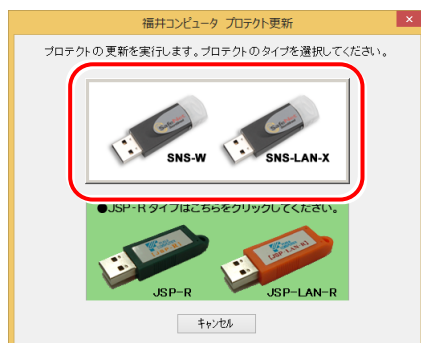 福井コンピュータ プロテクト更新
プロテクトの更新を実行します。プロテクトのタイプを選択してください。
SNS-W
SNS-LAN-X
●JSP-Rタイプはこちらをクリックしてください。
JSP-R
JSP-LAN-R
キャンセル